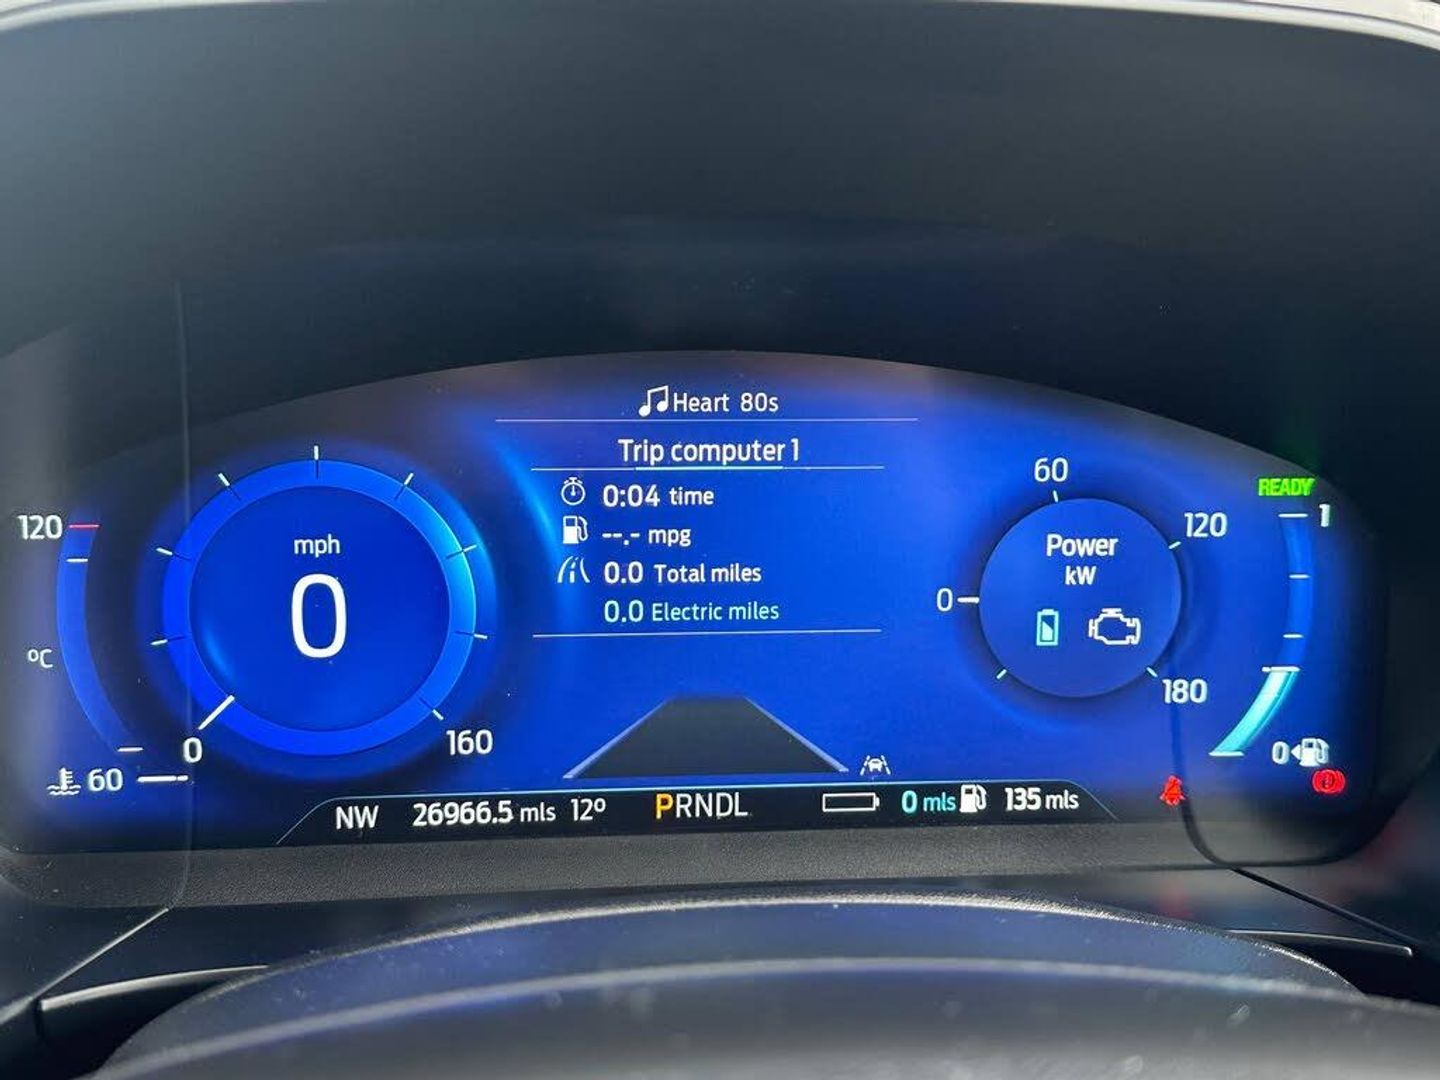 Heart 80s
Trip computer 1
0:04 time
--.- mpg
0.0 Total miles
0.0 Electric miles
120
°C
60
mph
0
0
160
60
120
0
Power
kW
180
READY
1
0
NW 26966.5 mls 12° PRNDL 0 mls 135 mls